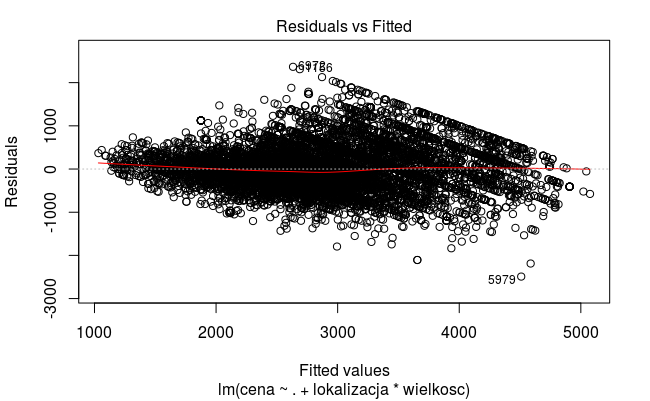 Residuals vs Fitted
Residuals
1000
0
-1000
-3000
5979
1000 2000 3000 4000 5000
Fitted values
lm(cena ~ . + lokalizacja * wielkosc)